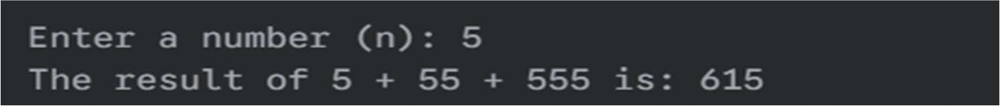 Enter a number (n): 5
The result of 5 + 55 + 555 is: 615